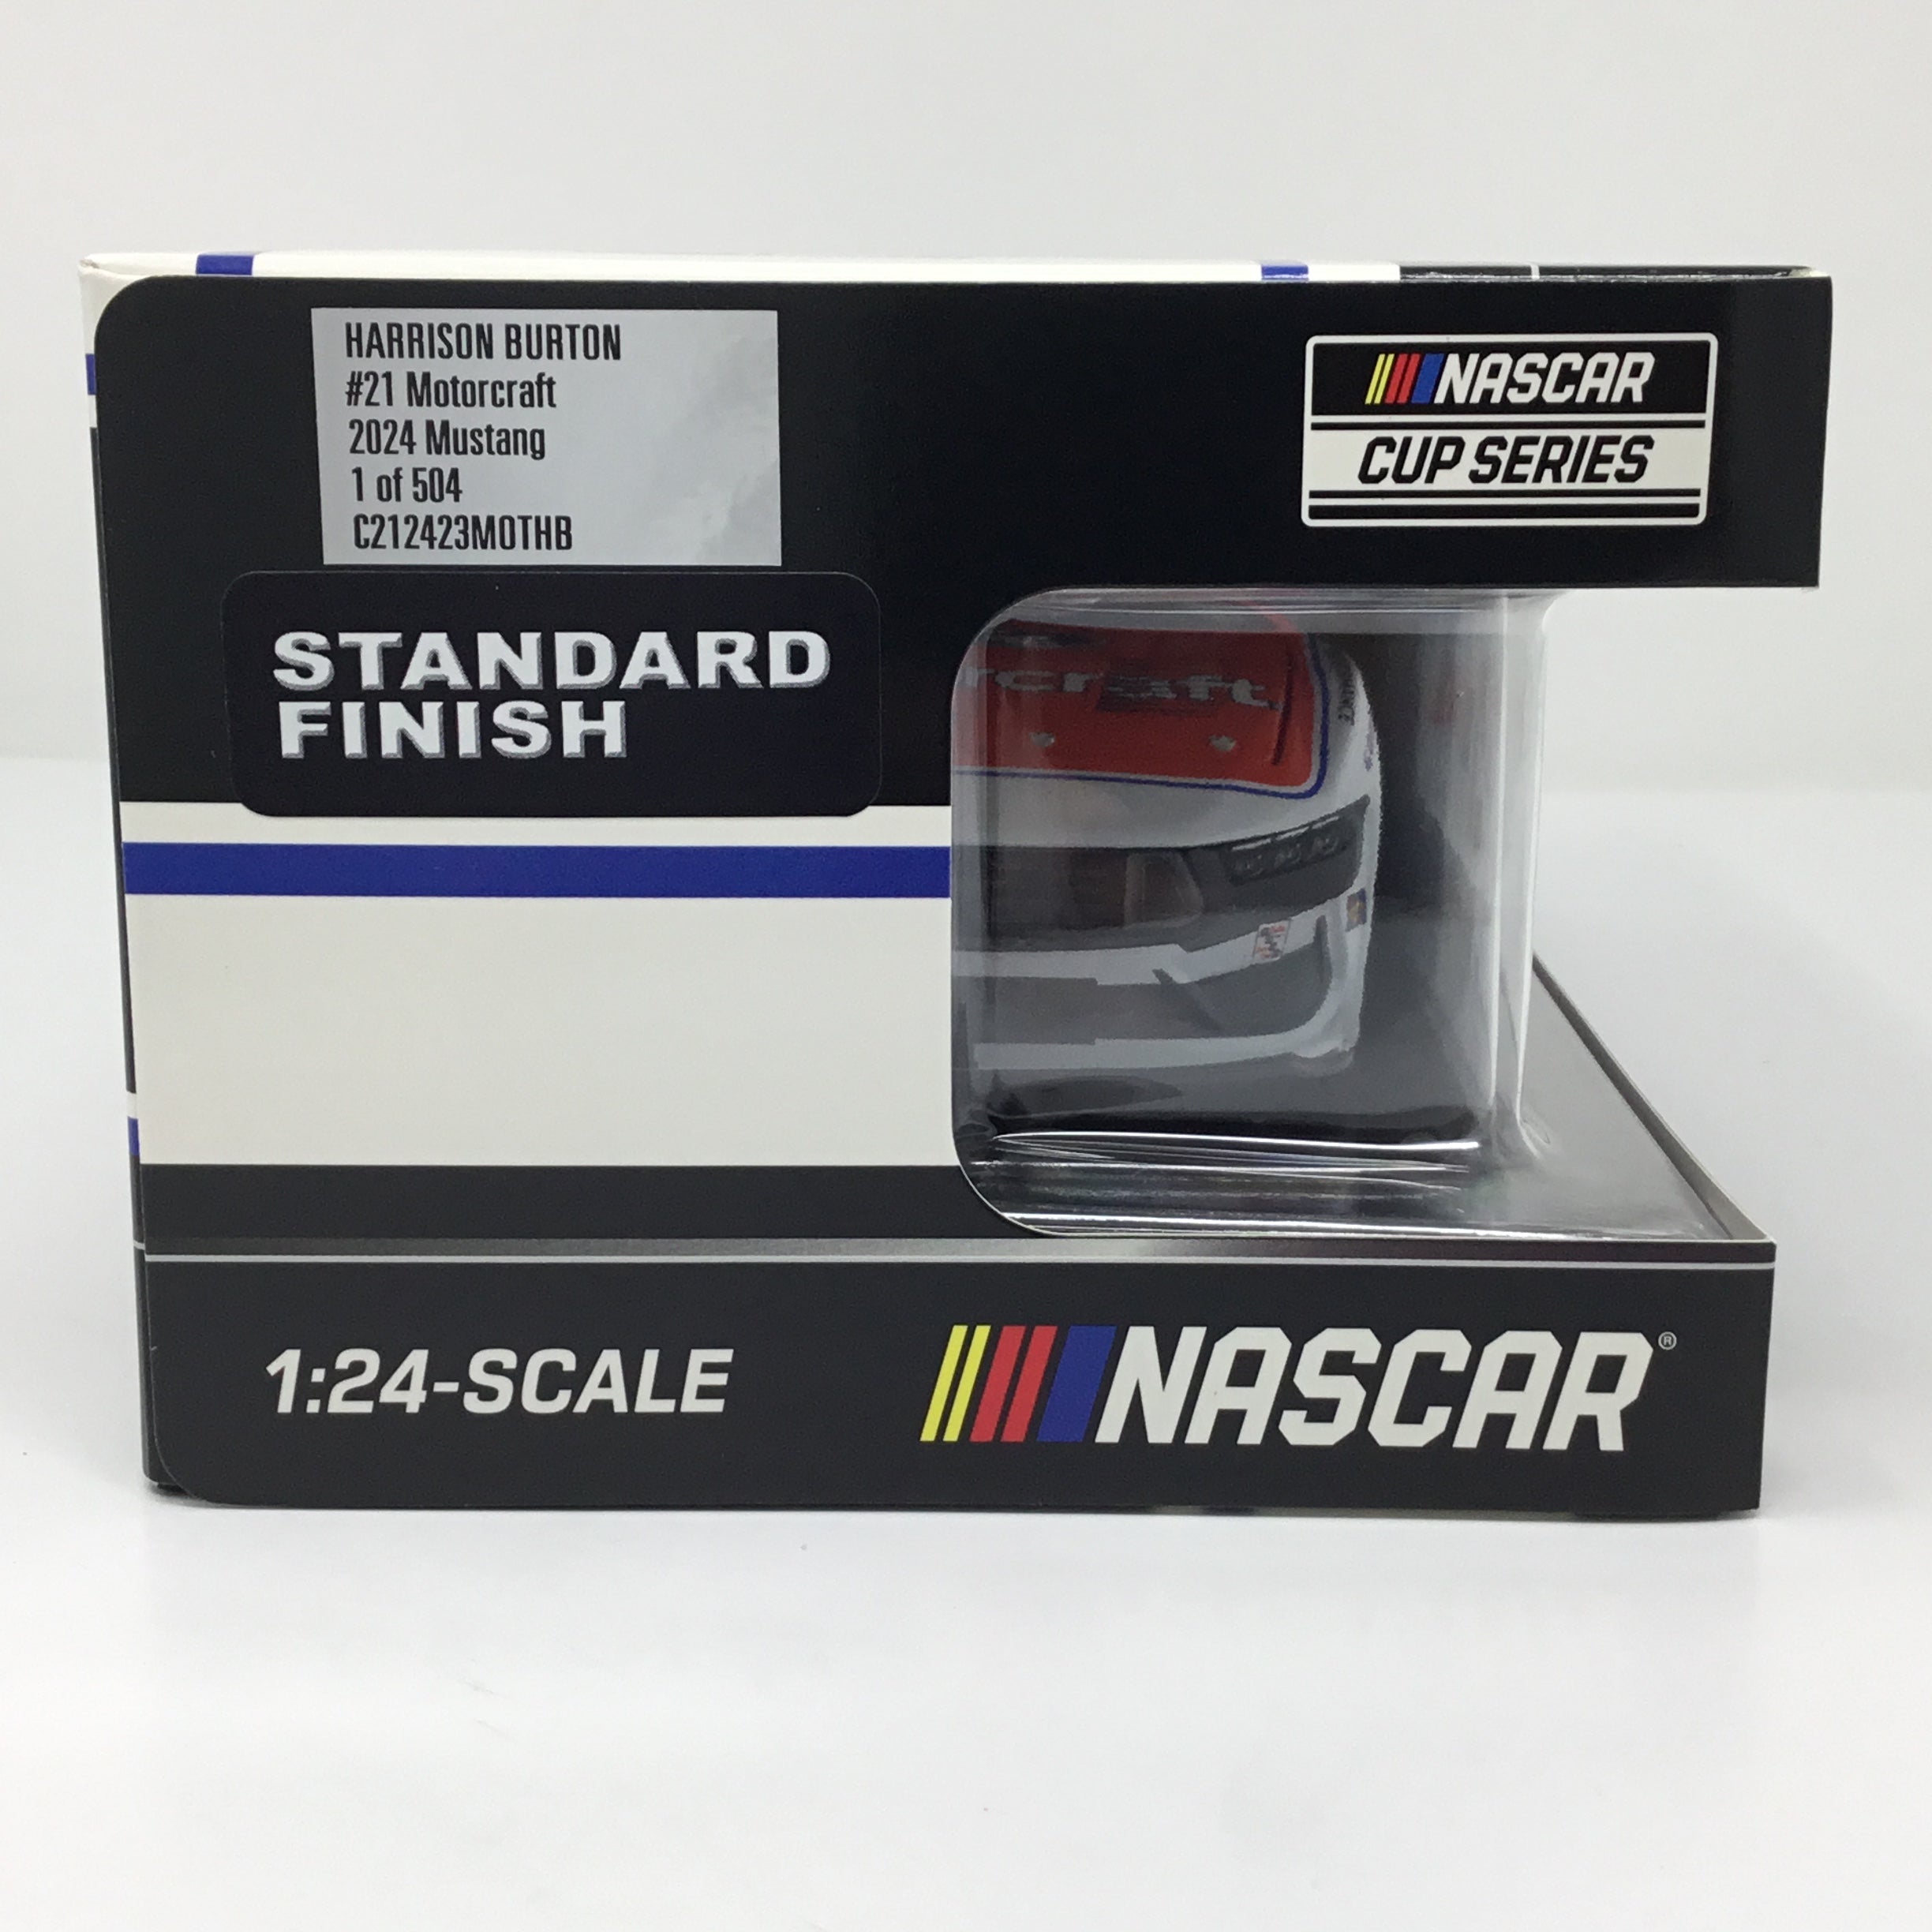 HARRISON BURTON
#21 Motorcraft
2024 Mustang
1 of 504
C212423MOTHB
NASCAR
CUP SERIES
STANDARD
FINISH
rcraft
1:24-SCALE
NASCAR®